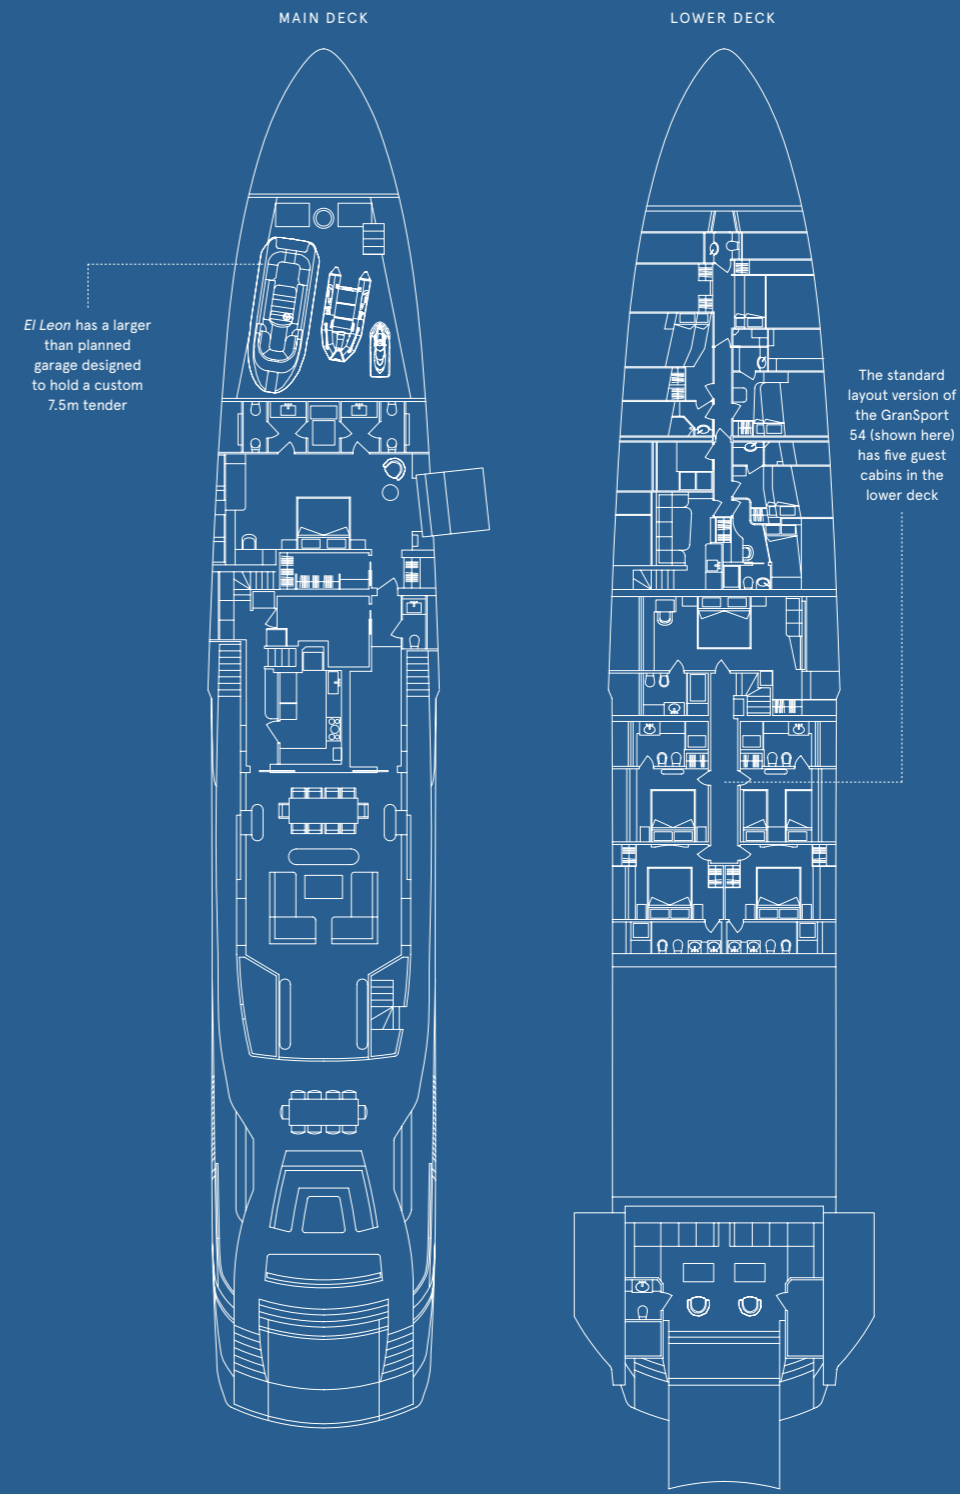 MAIN DECK
LOWER DECK
El Leon has a larger
than planned
garage designed
to hold a custom
7.5m tender
The standard
layout version of
the GranSport
54 (shown here)
has five guest
cabins in the
lower deck